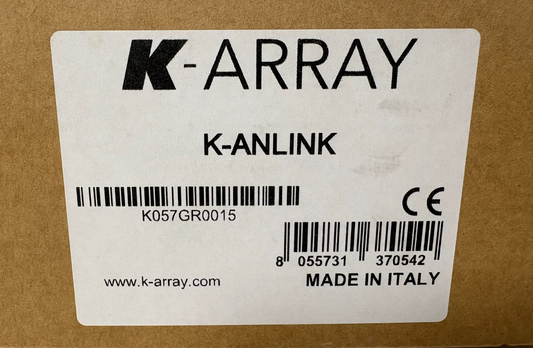 K-ARRAY
K-ANLINK
K057GR0015
CE
8 055731 370542
www.k-array.com
MADE IN ITALY